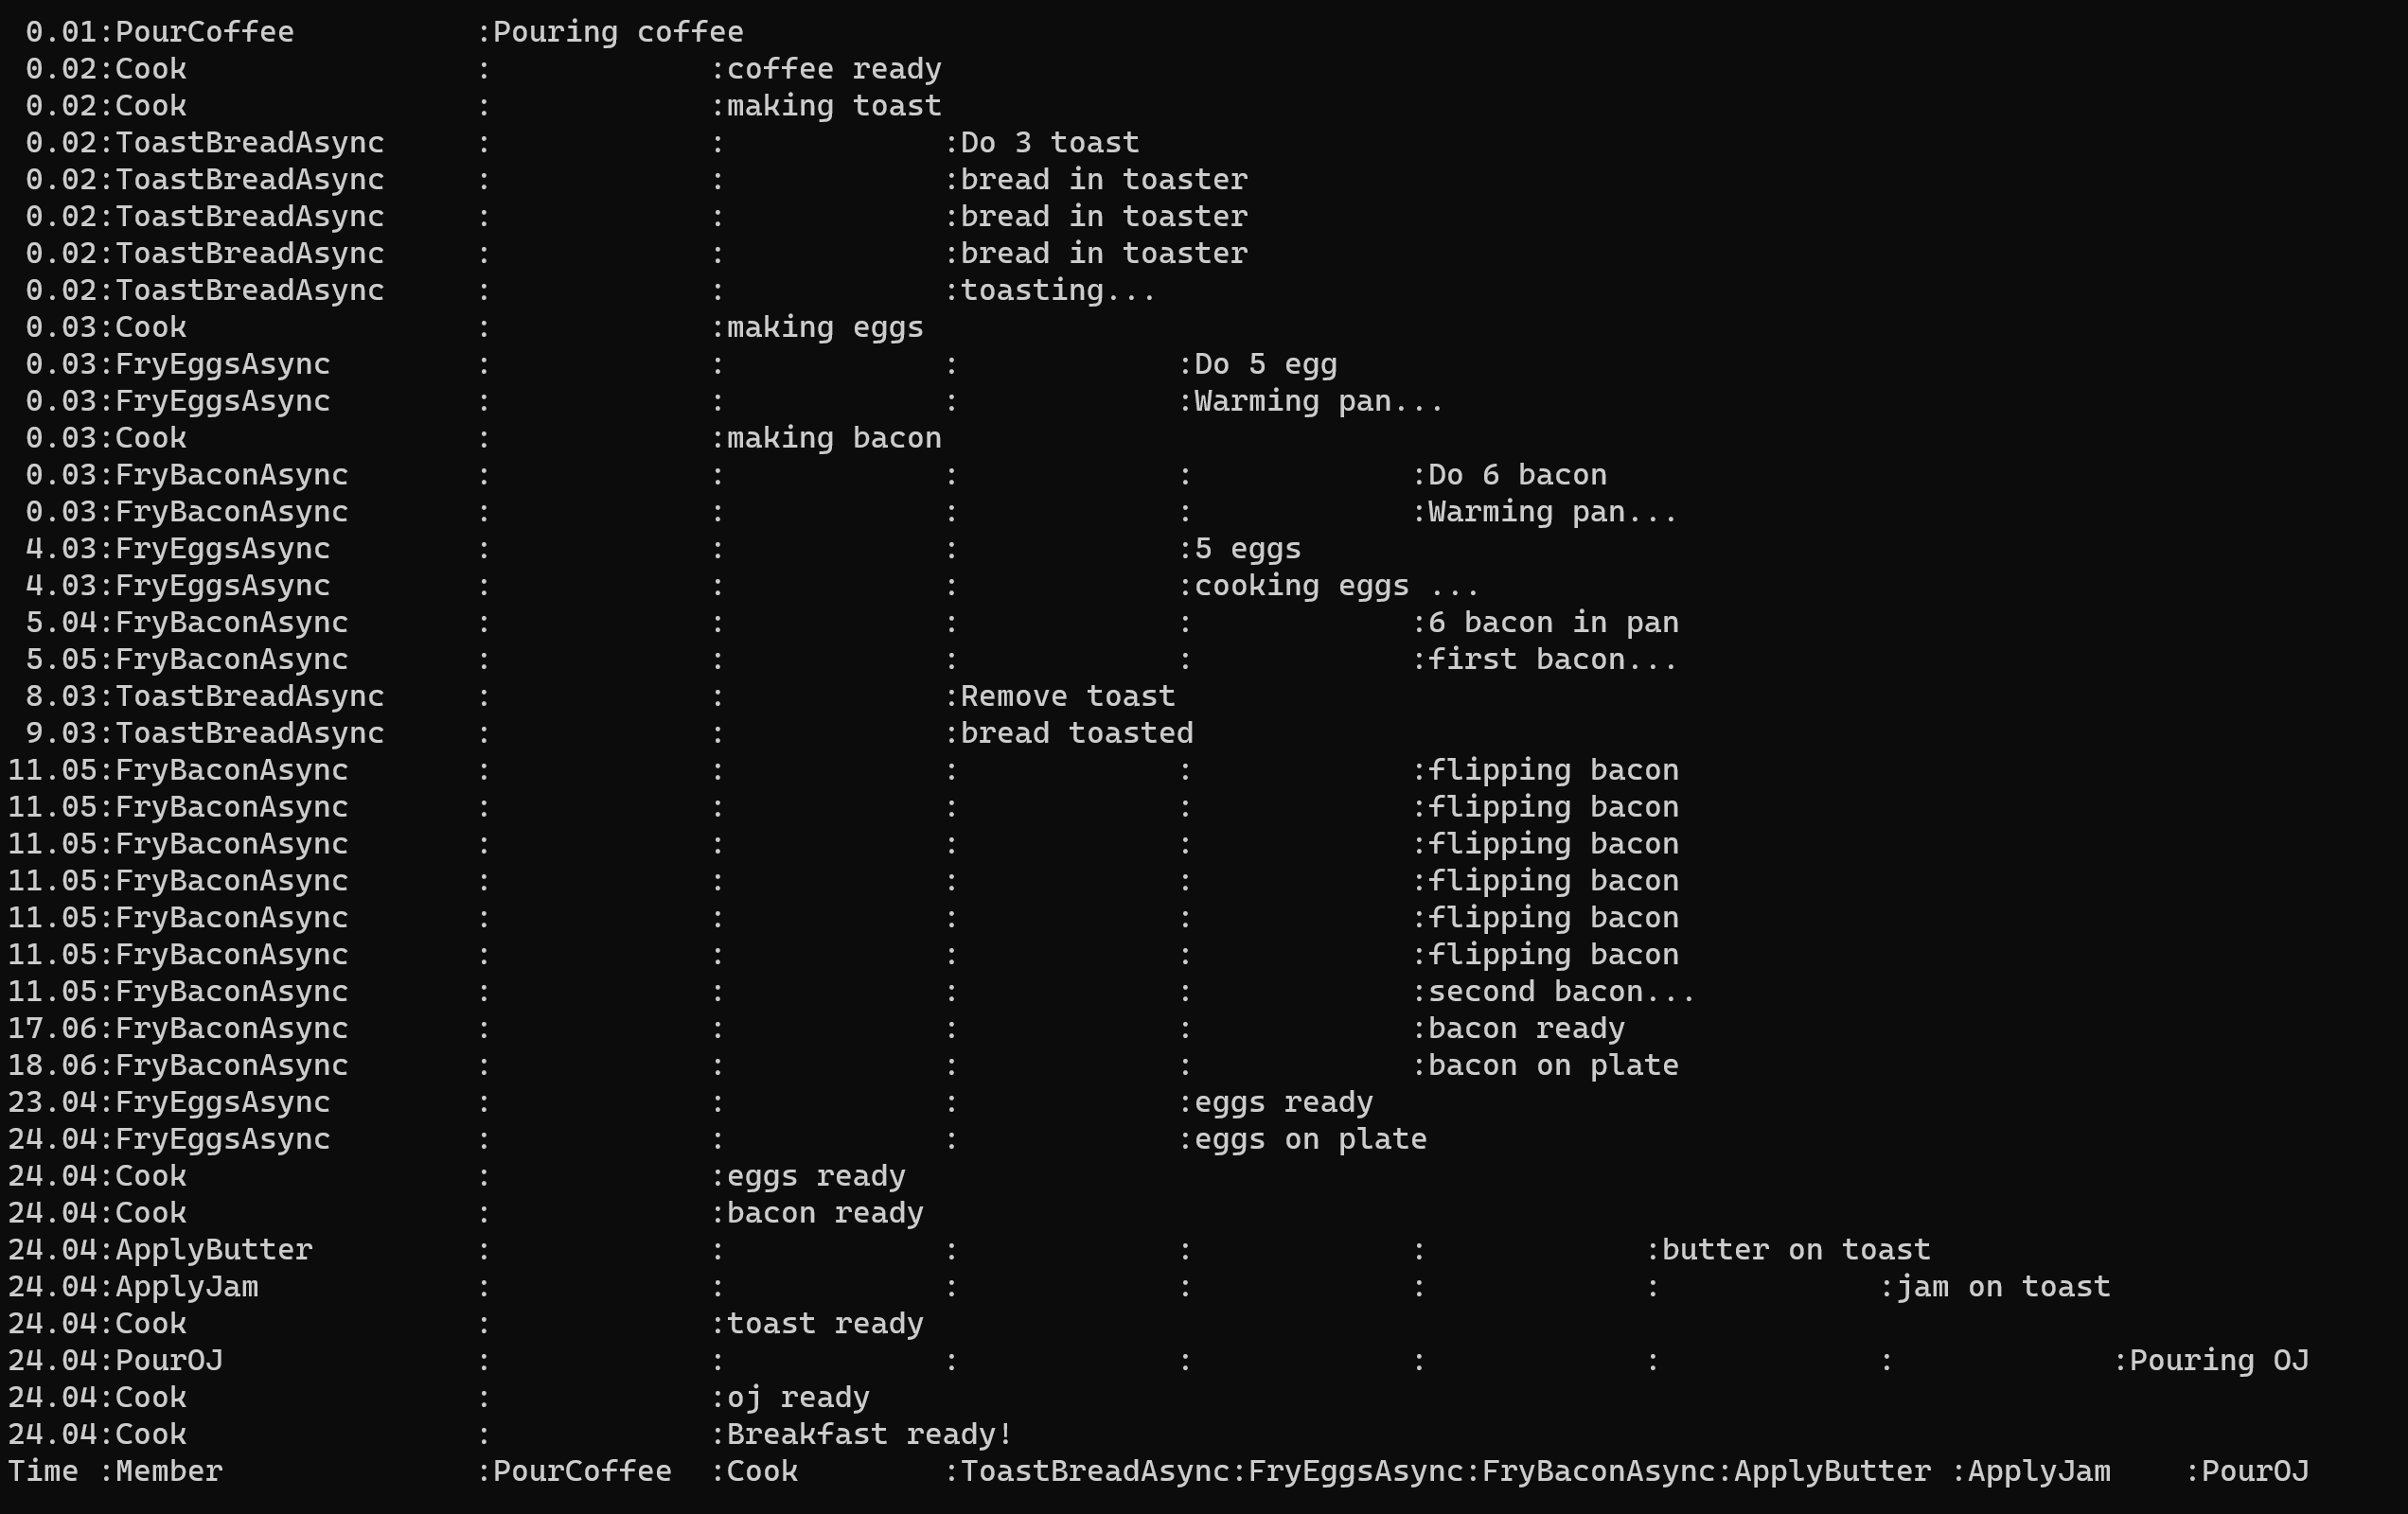 0.01:PourCoffee          :Pouring coffee
 0.02:Cook                :            :coffee ready
 0.02:Cook                :            :making toast
 0.02:ToastBreadAsync     :            :            :Do 3 toast
 0.02:ToastBreadAsync     :            :            :bread in toaster
 0.02:ToastBreadAsync     :            :            :bread in toaster
 0.02:ToastBreadAsync     :            :            :bread in toaster
 0.02:ToastBreadAsync     :            :            :toasting...
 0.03:Cook                :            :making eggs
 0.03:FryEggsAsync        :            :            :            :Do 5 egg
 0.03:FryEggsAsync        :            :            :            :Warming pan...
 0.03:Cook                :            :making bacon
 0.03:FryBaconAsync       :            :            :            :            :Do 6 bacon
 0.03:FryBaconAsync       :            :            :            :            :Warming pan...
 4.03:FryEggsAsync        :            :            :            :5 eggs
 4.03:FryEggsAsync        :            :            :            :cooking eggs ...
 5.04:FryBaconAsync       :            :            :            :            :6 bacon in pan
 5.05:FryBaconAsync       :            :            :            :            :first bacon...
 8.03:ToastBreadAsync     :            :            :Remove toast
 9.03:ToastBreadAsync     :            :            :bread toasted
11.05:FryBaconAsync       :            :            :            :            :flipping bacon
11.05:FryBaconAsync       :            :            :            :            :flipping bacon
11.05:FryBaconAsync       :            :            :            :            :flipping bacon
11.05:FryBaconAsync       :            :            :            :            :flipping bacon
11.05:FryBaconAsync       :            :            :            :            :flipping bacon
11.05:FryBaconAsync       :            :            :            :            :flipping bacon
11.05:FryBaconAsync       :            :            :            :            :second bacon...
17.06:FryBaconAsync       :            :            :            :            :bacon ready
18.06:FryBaconAsync       :            :            :            :            :bacon on plate
23.04:FryEggsAsync        :            :            :            :eggs ready
24.04:FryEggsAsync        :            :            :            :eggs on plate
24.04:Cook                :            :eggs ready
24.04:Cook                :            :bacon ready
24.04:ApplyButter         :            :            :            :            :            :butter on toast
24.04:ApplyJam            :            :            :            :            :            :            :jam on toast
24.04:Cook                :            :toast ready
24.04:PourOJ              :            :            :            :            :            :            :            :Pouring OJ
24.04:Cook                :            :oj ready
24.04:Cook                :            :Breakfast ready!
Time :Member              :PourCoffee  :Cook        :ToastBreadAsync:FryEggsAsync:FryBaconAsync:ApplyButter :ApplyJam    :PourOJ